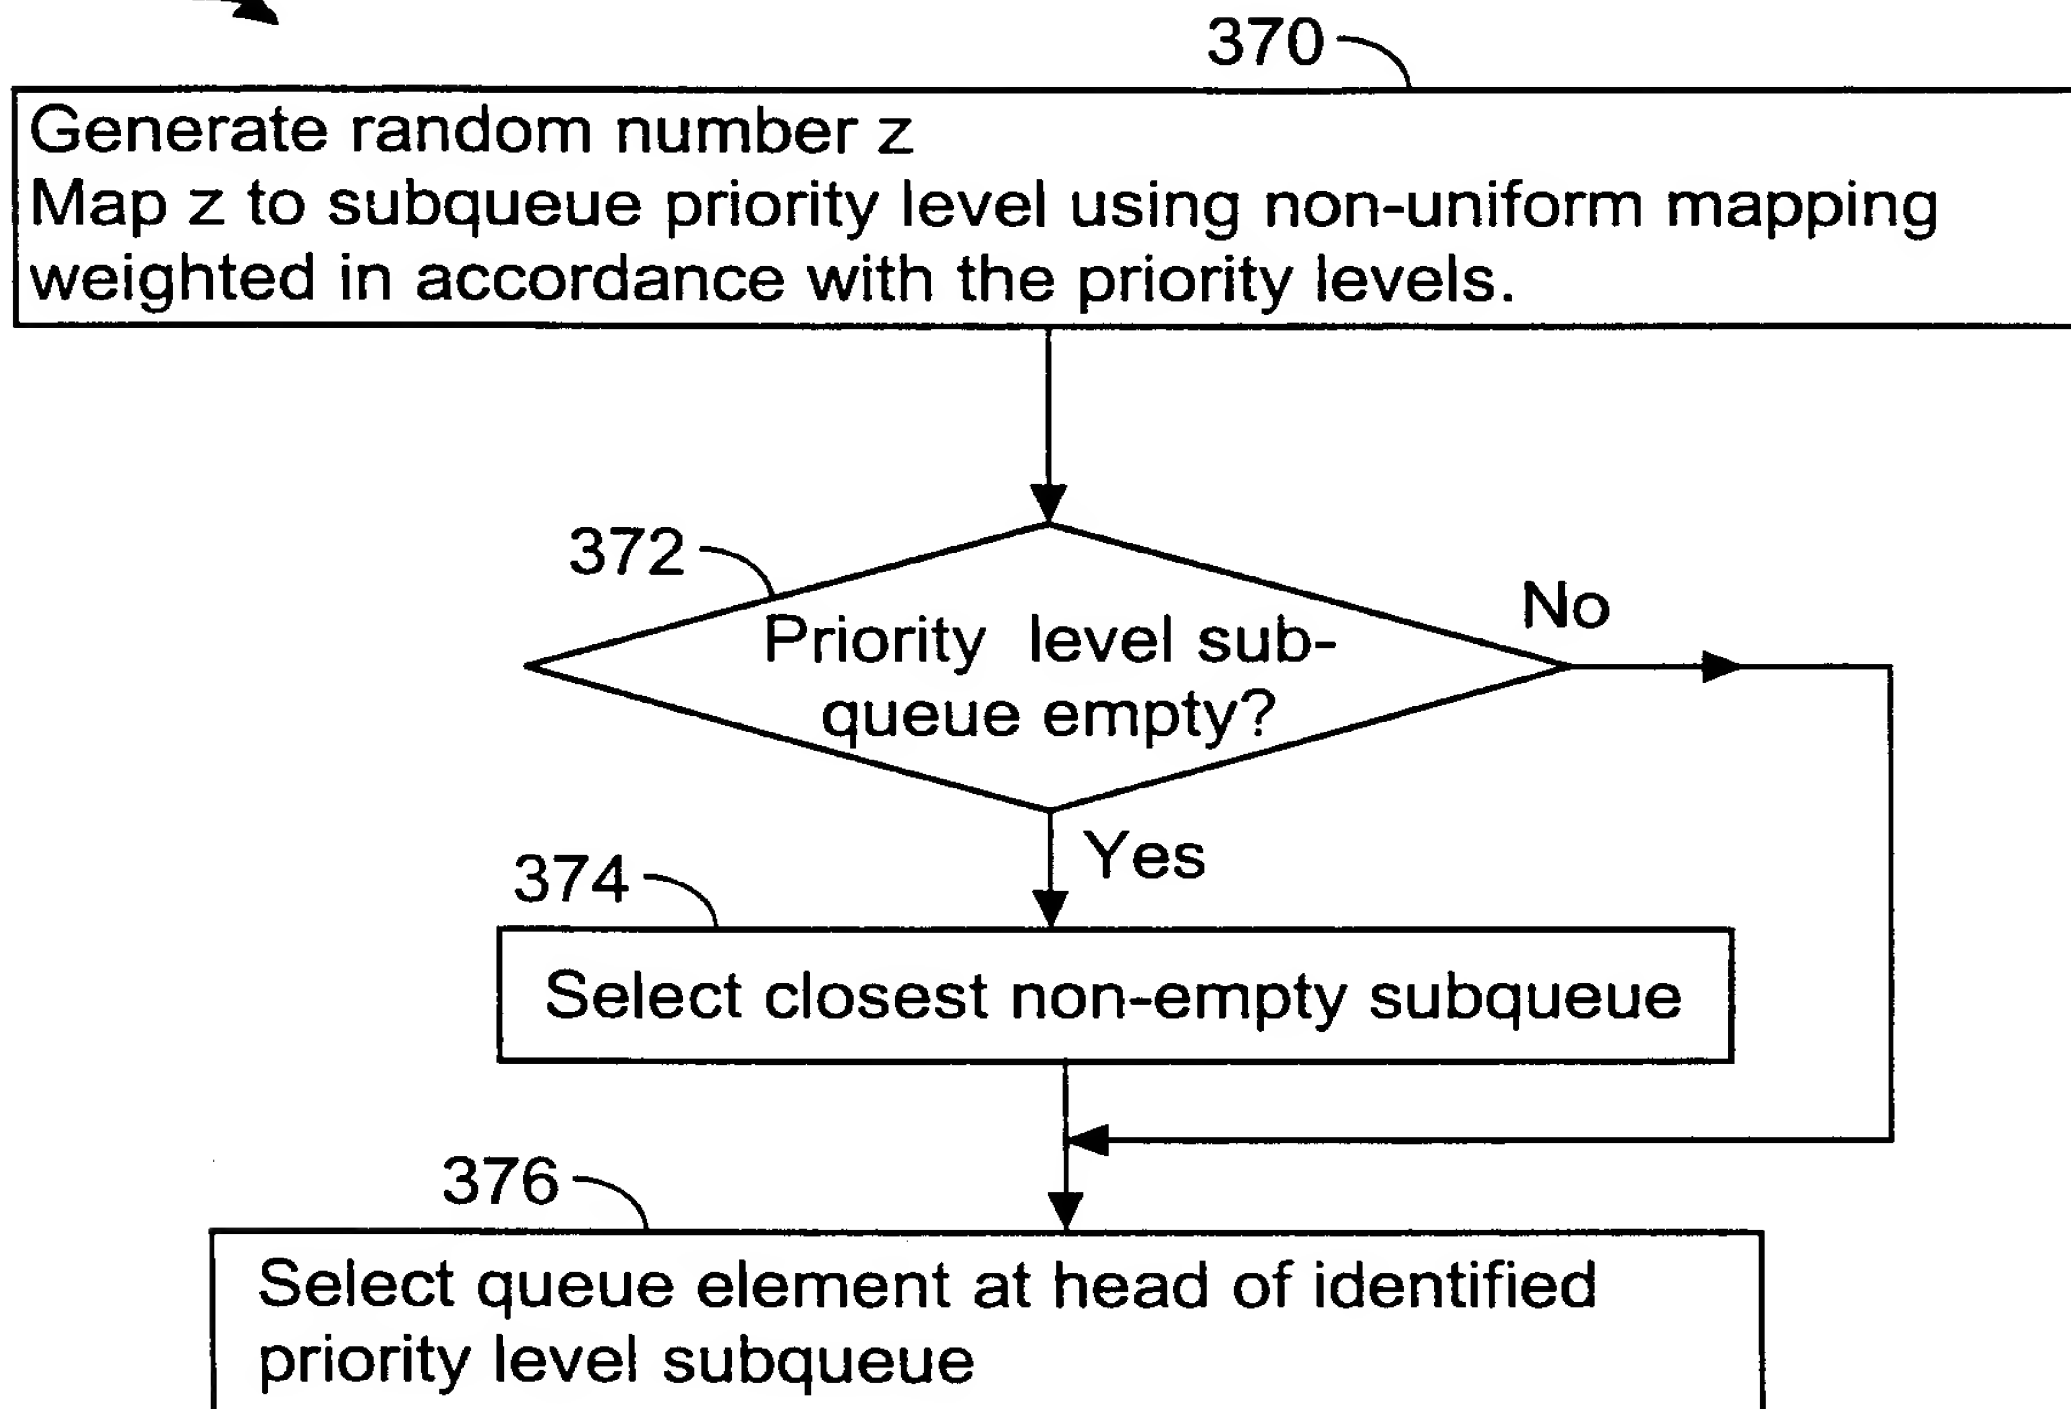 370
Generate random number z
Map z to subqueue priority level using non-uniform mapping
weighted in accordance with the priority levels.
372
Priority level sub-
queue empty?
No
Yes
374
Select closest non-empty subqueue
376
Select queue element at head of identified
priority level subqueue